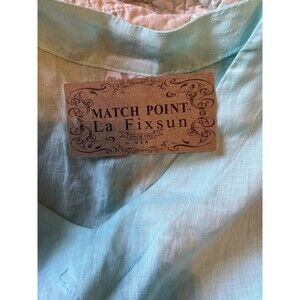 MATCH POINT
La Fixsun